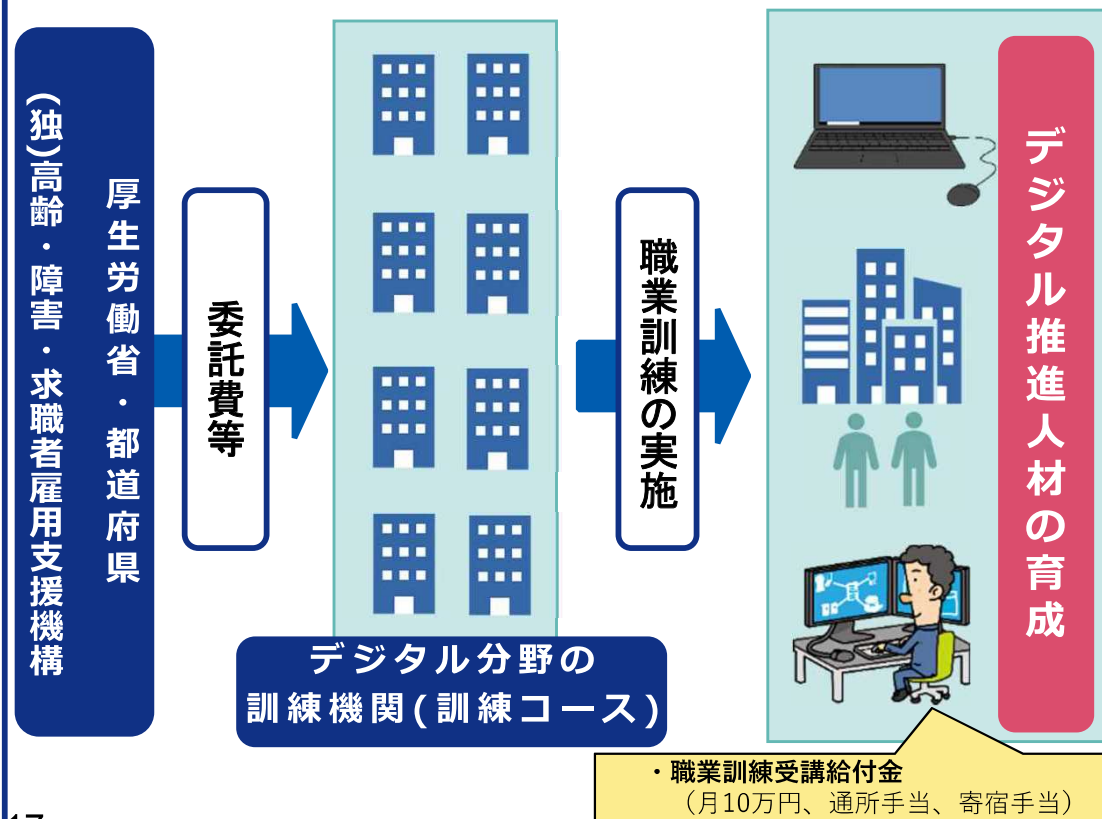 厚生労働省・都道府県
(独)高齢・障害・求職者雇用支援機構
委託費等
デジタル分野の
訓練機関(訓練コース)
職業訓練の実施
デジタル推進人材の育成
・職業訓練受講給付金
（月10万円、通所手当、寄宿手当）